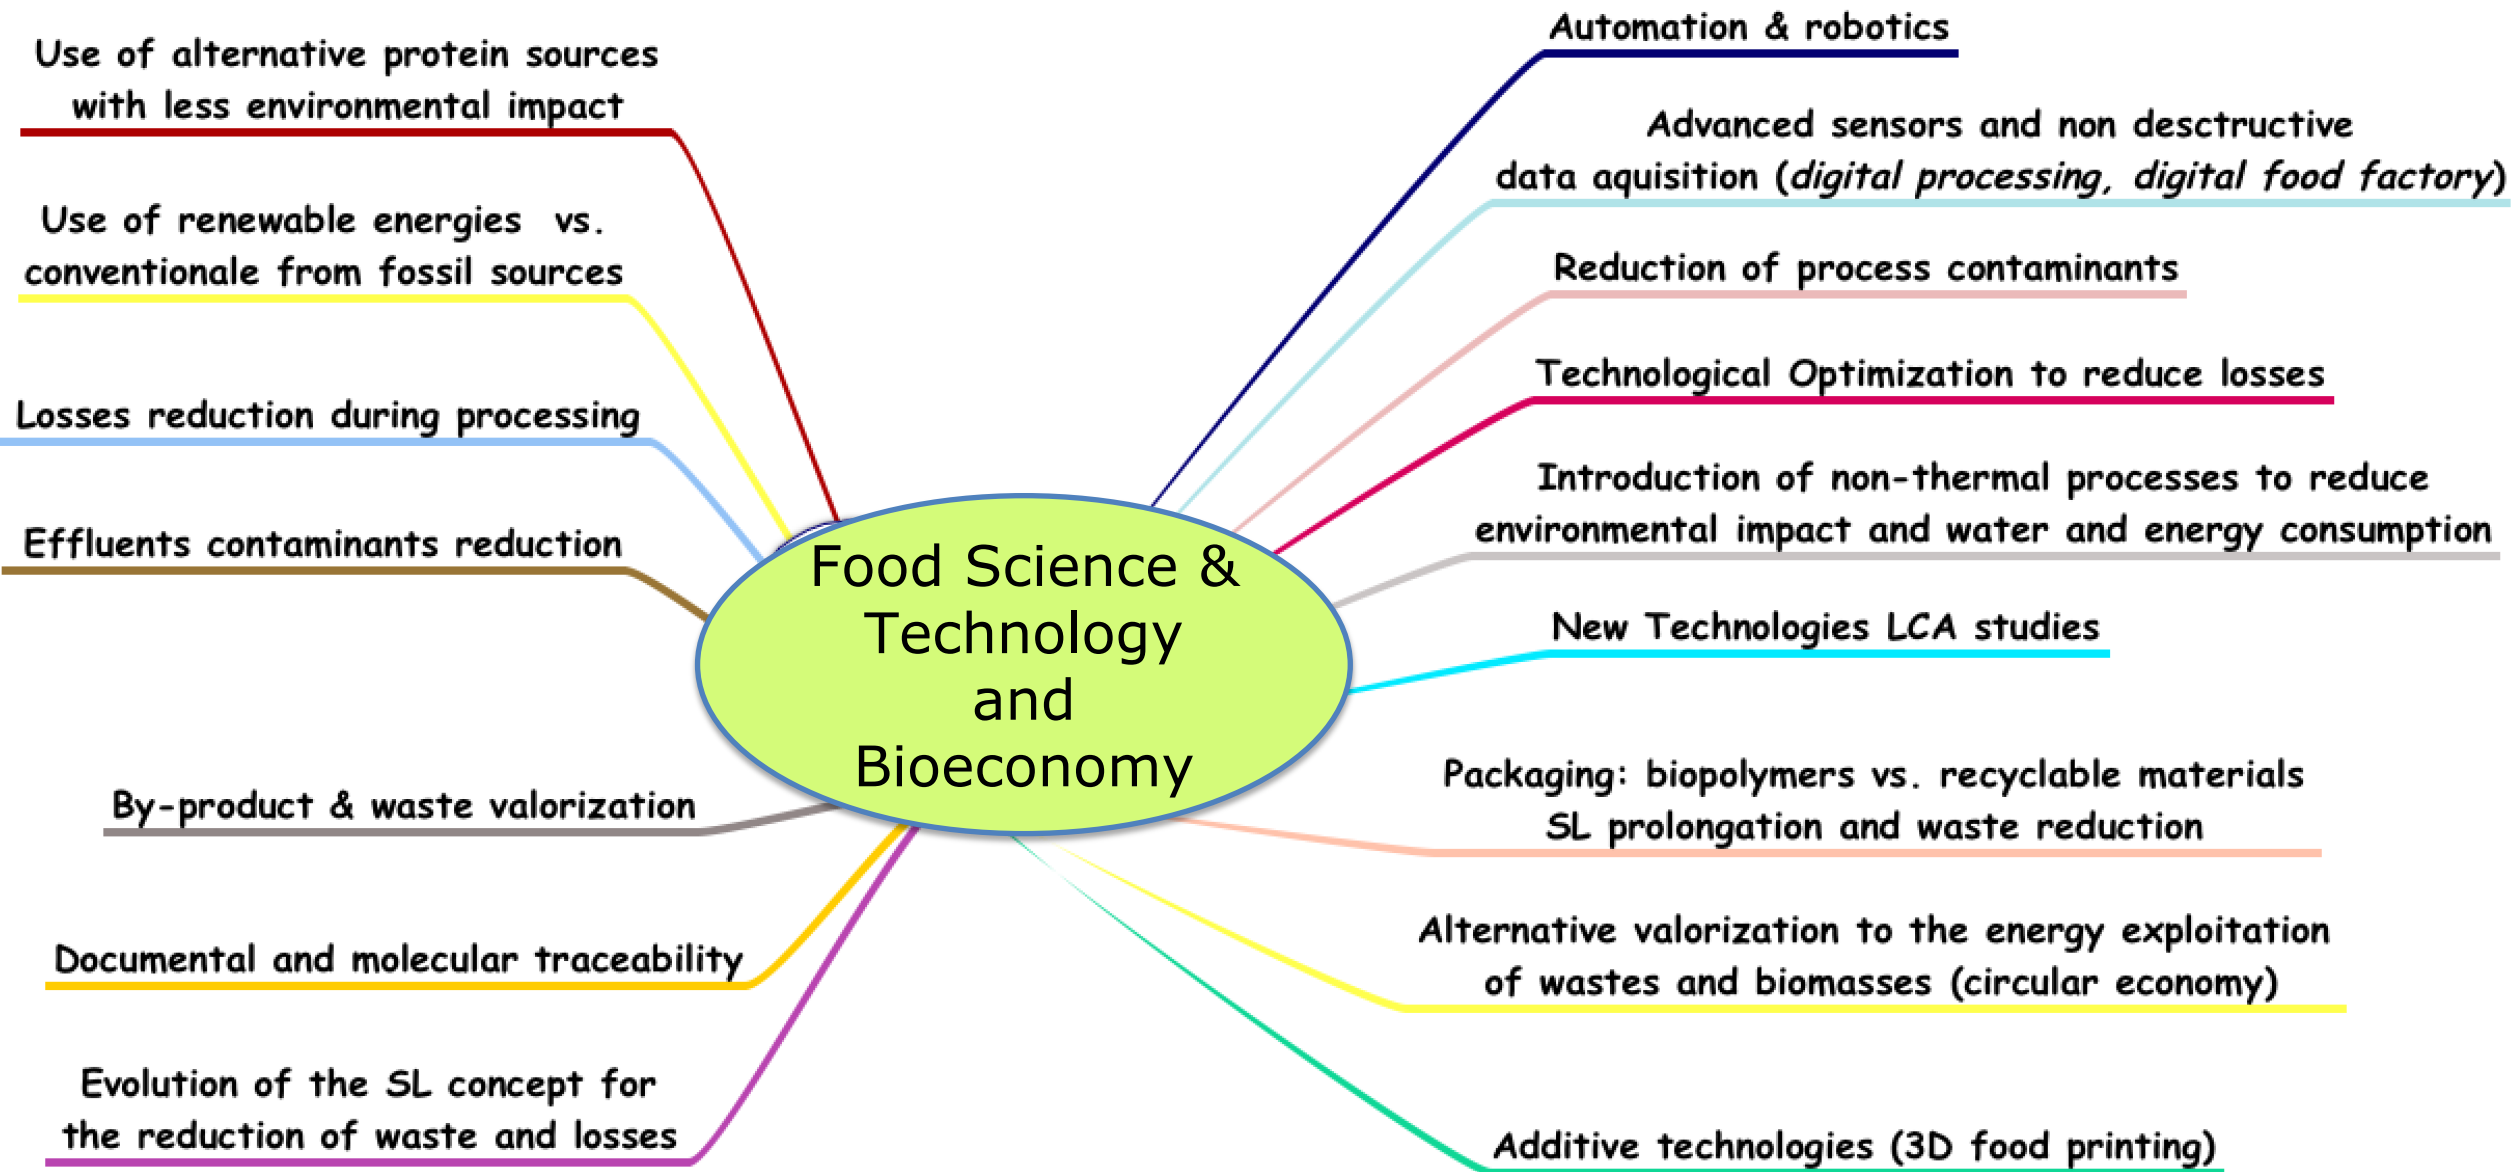 Use of alternative protein sources
with less environmental impact
Use of renewable energies vs.
conventionale from fossil sources
Losses reduction during processing
Effluents contaminants reduction
By-product & waste valorization
Documental and molecular traceability
Evolution of the SL concept for
the reduction of waste and losses
Food Science &
Technology
and
Bioeconomy
Automation & robotics
Advanced sensors and non desctructive
data aquisition (digital processing, digital food factory)
Reduction of process contaminants
Technological Optimization to reduce losses
Introduction of non-thermal processes to reduce
environmental impact and water and energy consumption
New Technologies LCA studies
Packaging: biopolymers vs. recyclable materials
SL prolongation and waste reduction
Alternative valorization to the energy exploitation
of wastes and biomasses (circular economy)
Additive technologies (3D food printing)